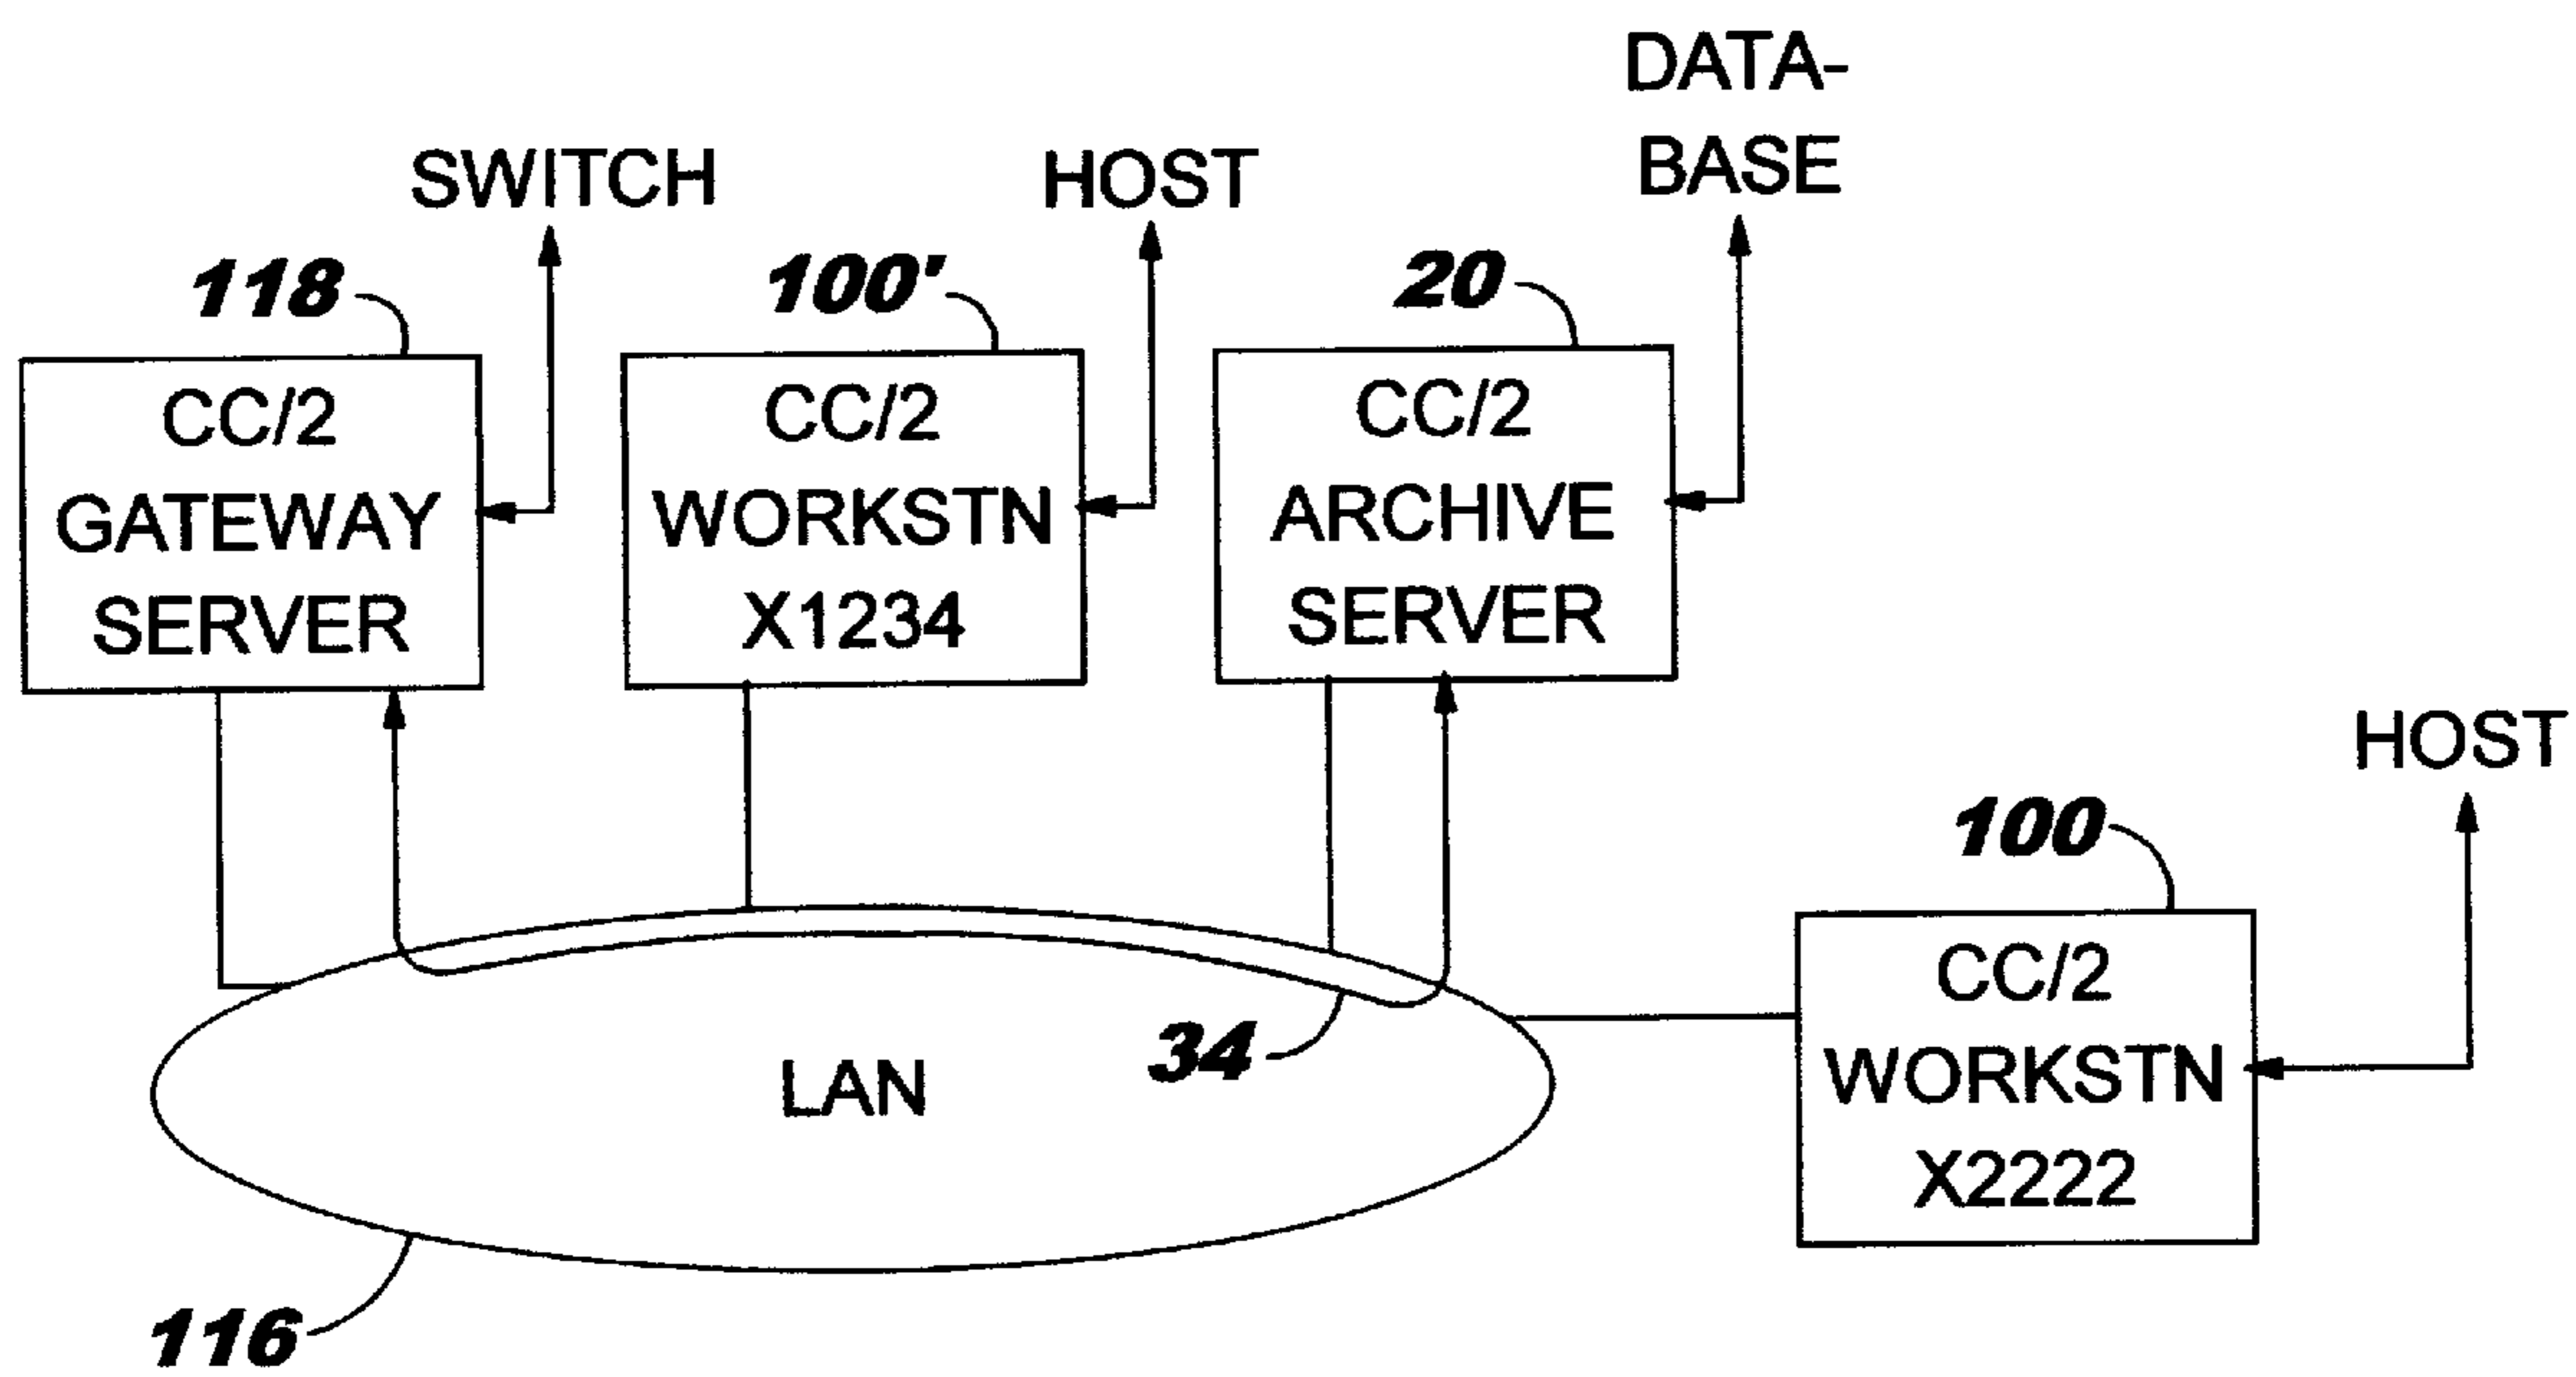 DATA-
BASE
SWITCH
HOST
118
100'
20
CC/2
GATEWAY
SERVER
CC/2
WORKSTN
X1234
CC/2
ARCHIVE
SERVER
HOST
100
CC/2
WORKSTN
X2222
34
LAN
116